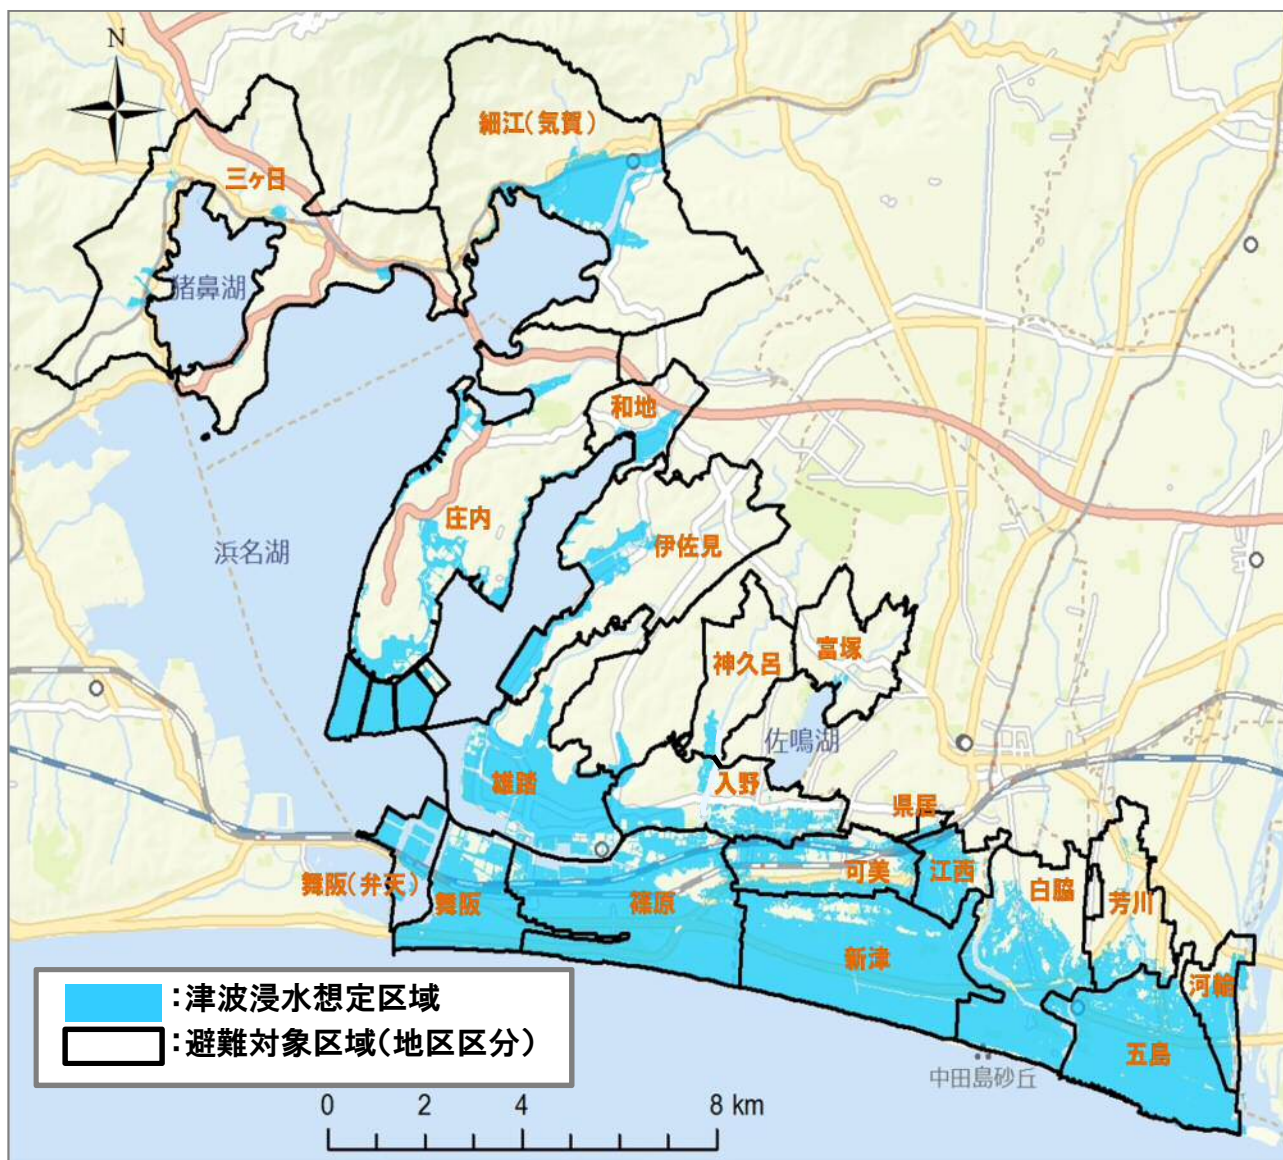 N
細江(気賀)
三ヶ日
猪鼻湖
和地
庄内
伊佐見
浜名湖
富塚
神久呂
佐鳴湖
雄踏
入野
県居
舞阪(弁天)
舞阪
篠原
可美
江西
白脇
芳川
新津
河輪
五島
中田島砂丘
:津波浸水想定区域
:避難対象区域(地区区分)
0 2 4 8 km